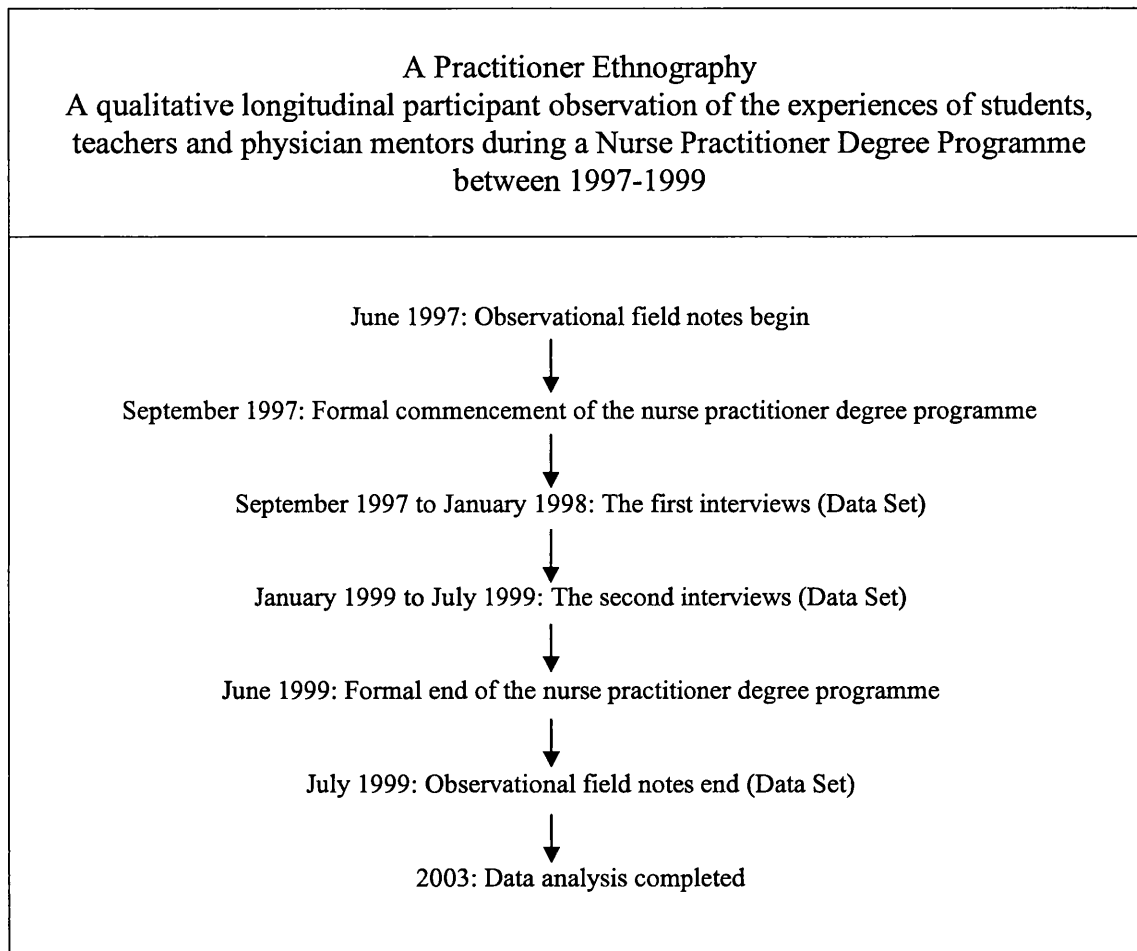 A Practitioner Ethnography
A qualitative longitudinal participant observation of the experiences of students,
teachers and physician mentors during a Nurse Practitioner Degree Programme
between 1997-1999
June 1997: Observational field notes begin
September 1997: Formal commencement of the nurse practitioner degree programme
September 1997 to January 1998: The first interviews (Data Set)
January 1999 to July 1999: The second interviews (Data Set)
June 1999: Formal end of the nurse practitioner degree programme
July 1999: Observational field notes end (Data Set)
2003: Data analysis completed